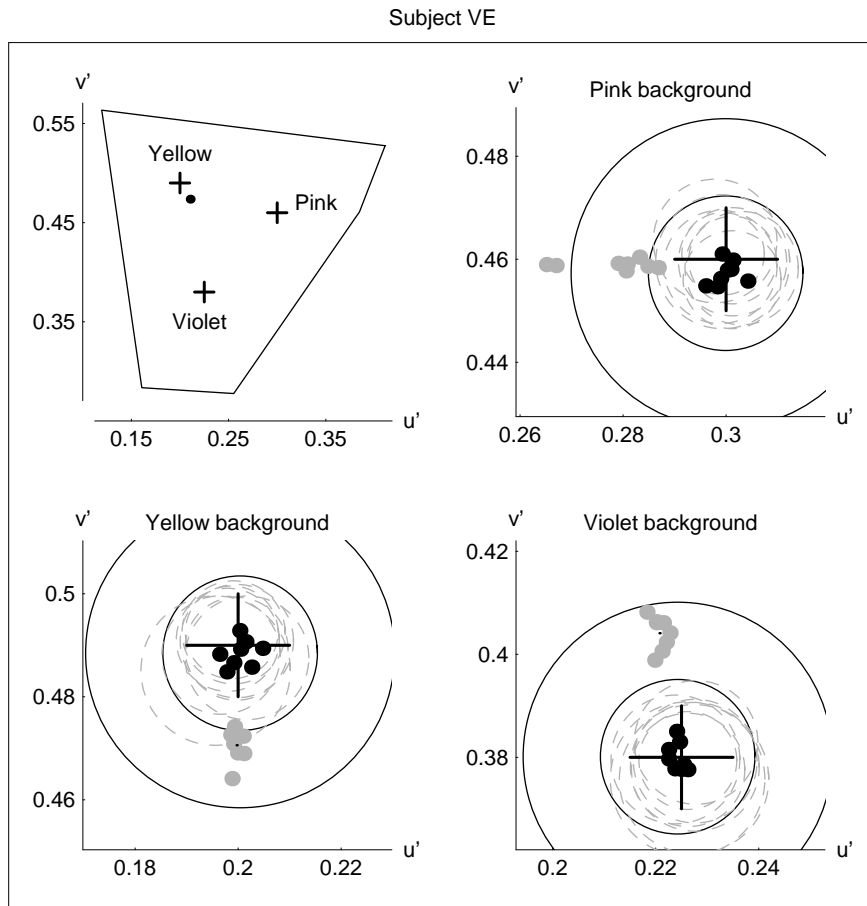 Subject VE
v’
0.55
0.45
0.35
Yellow
Pink
Violet
0.15 0.25 0.35
u’
Pink background
v’
0.48
0.46
0.44
0.26 0.28 0.3
u’
Yellow background
v’
0.5
0.48
0.46
0.18 0.2 0.22
u’
Violet background
v’
0.42
0.4
0.38
0.2 0.22 0.24
u’